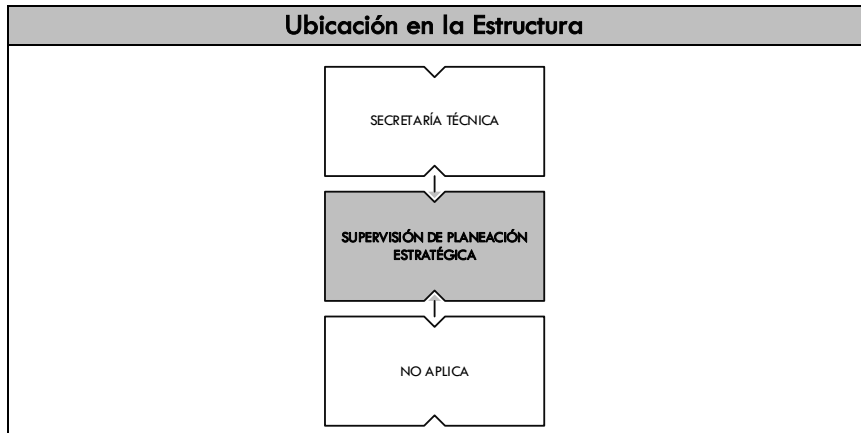 Ubicación en la Estructura
SECRETARÍA TÉCNICA
SUPERVISIÓN DE PLANEACIÓN
ESTRATÉGICA
NO APLICA